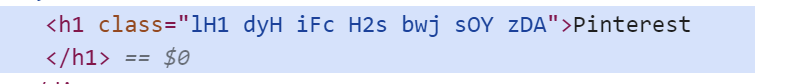 <h1 class="lH1 dyH iFc H2s bwj sOY zDA">Pinterest
</h1> == $0